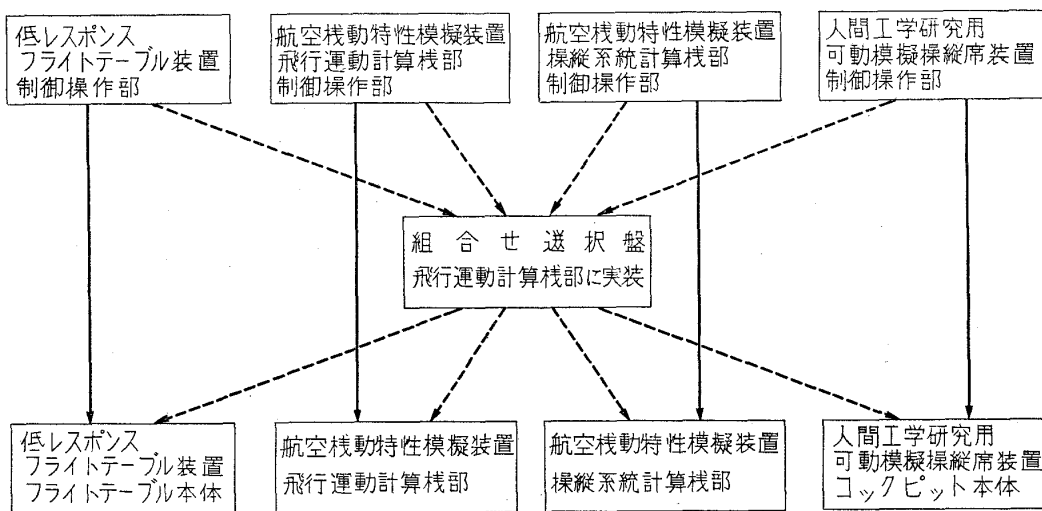 低レスポンス
フライトテーブル装置
制御操作部
航空桟動特性模擬装置
飛行運動計算桟部
制御操作部
航空桟動特性模擬装置
操縦系統計算桟部
制御操作部
人間工学研究用
可動模擬操縦席装置
制御操作部
組合せ選択盤
飛行運動計算桟部に実装
低レスポンス
フライトテーブル装置
フライトテーブル本体
航空桟動特性模擬装置
飛行運動計算桟部
航空桟動特性模擬装置
操縦系統計算桟部
人間工学研究用
可動模擬操縦席装置
コックピット本体